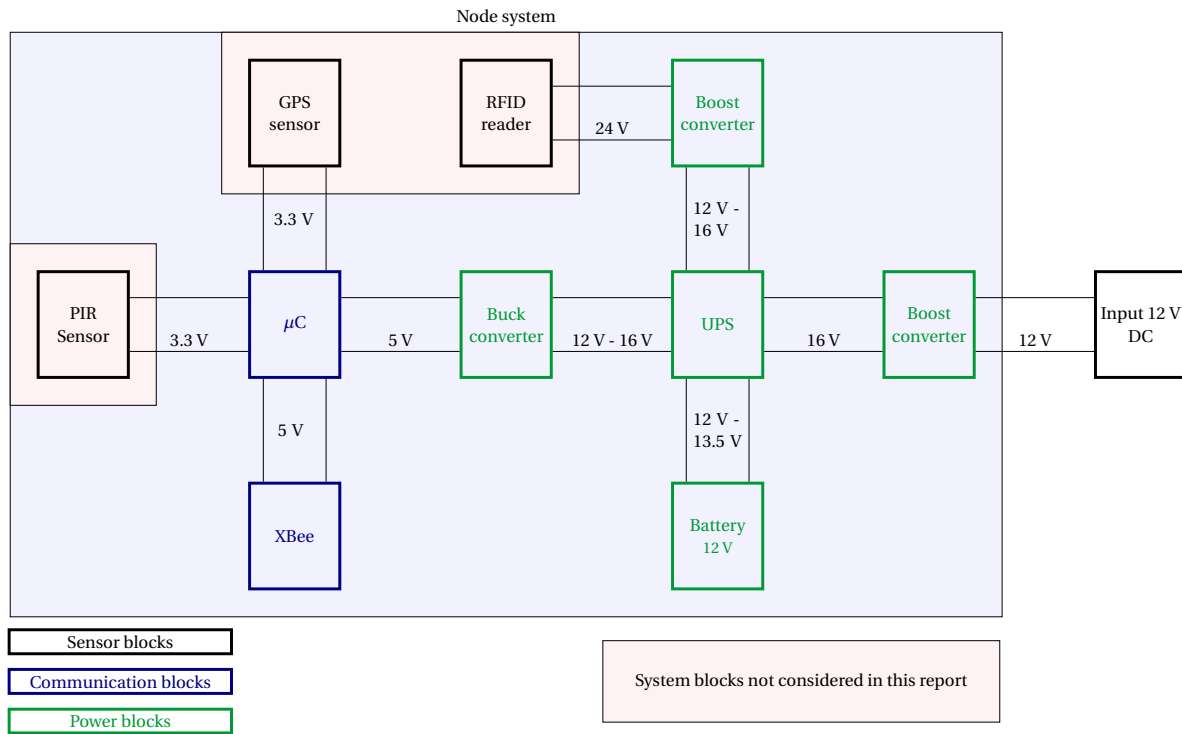 Node system
GPS
sensor
RFID
reader
Boost
converter
24 V
3.3 V
12 V -
16 V
PIR
Sensor
3.3 V
μC
5 V
Buck
converter
12 V - 16 V
UPS
16 V
Boost
converter
12 V
Input 12 V
DC
5 V
12 V -
13.5 V
XBee
Battery
12 V
Sensor blocks
Communication blocks
Power blocks
System blocks not considered in this report